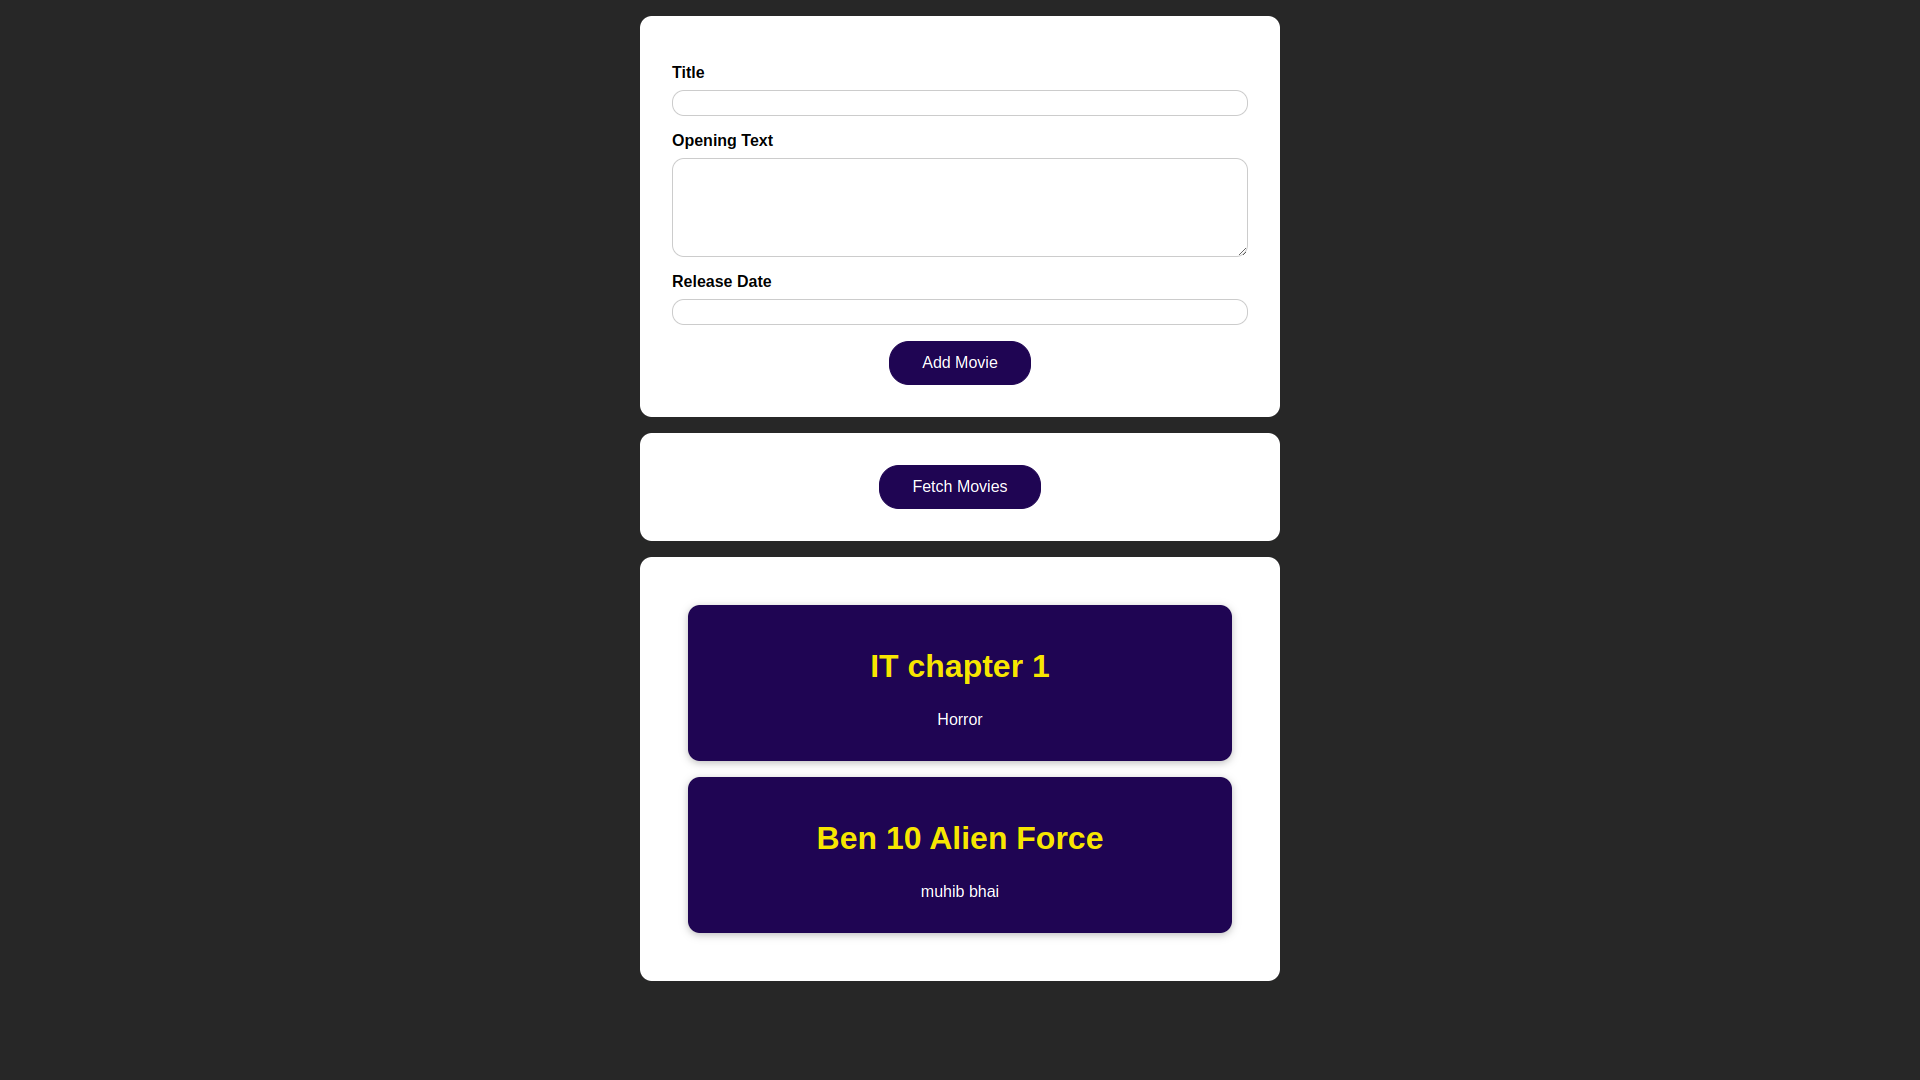 Title
Opening Text
Release Date
Add Movie
Fetch Movies
IT chapter 1
Horror
Ben 10 Alien Force
muhib bhai